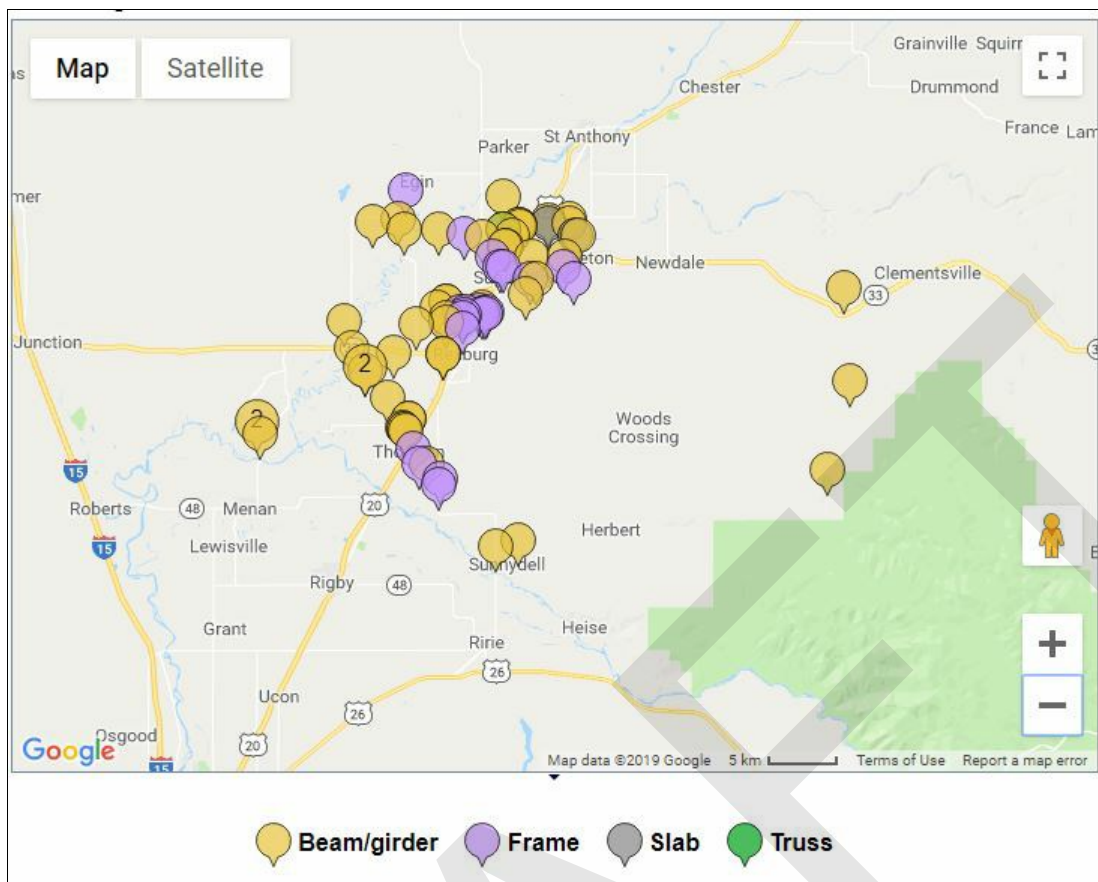 Map
Satellite
Grainville
Drummond
Chester
France
St Anthony
Parker
Egin
Newdale
Clementsville
33
Junction
2
Woods
Crossing
2
15
Roberts
48
Menan
20
Herbert
Lewisville
15
Sunnydell
Rigby
48
Grant
Heise
Ririe
26
Ucon
26
Osgood
20
Google
15
Map data ©2019 Google
5 km
Terms of Use
Report a map error
Beam/girder
Frame
Slab
Truss